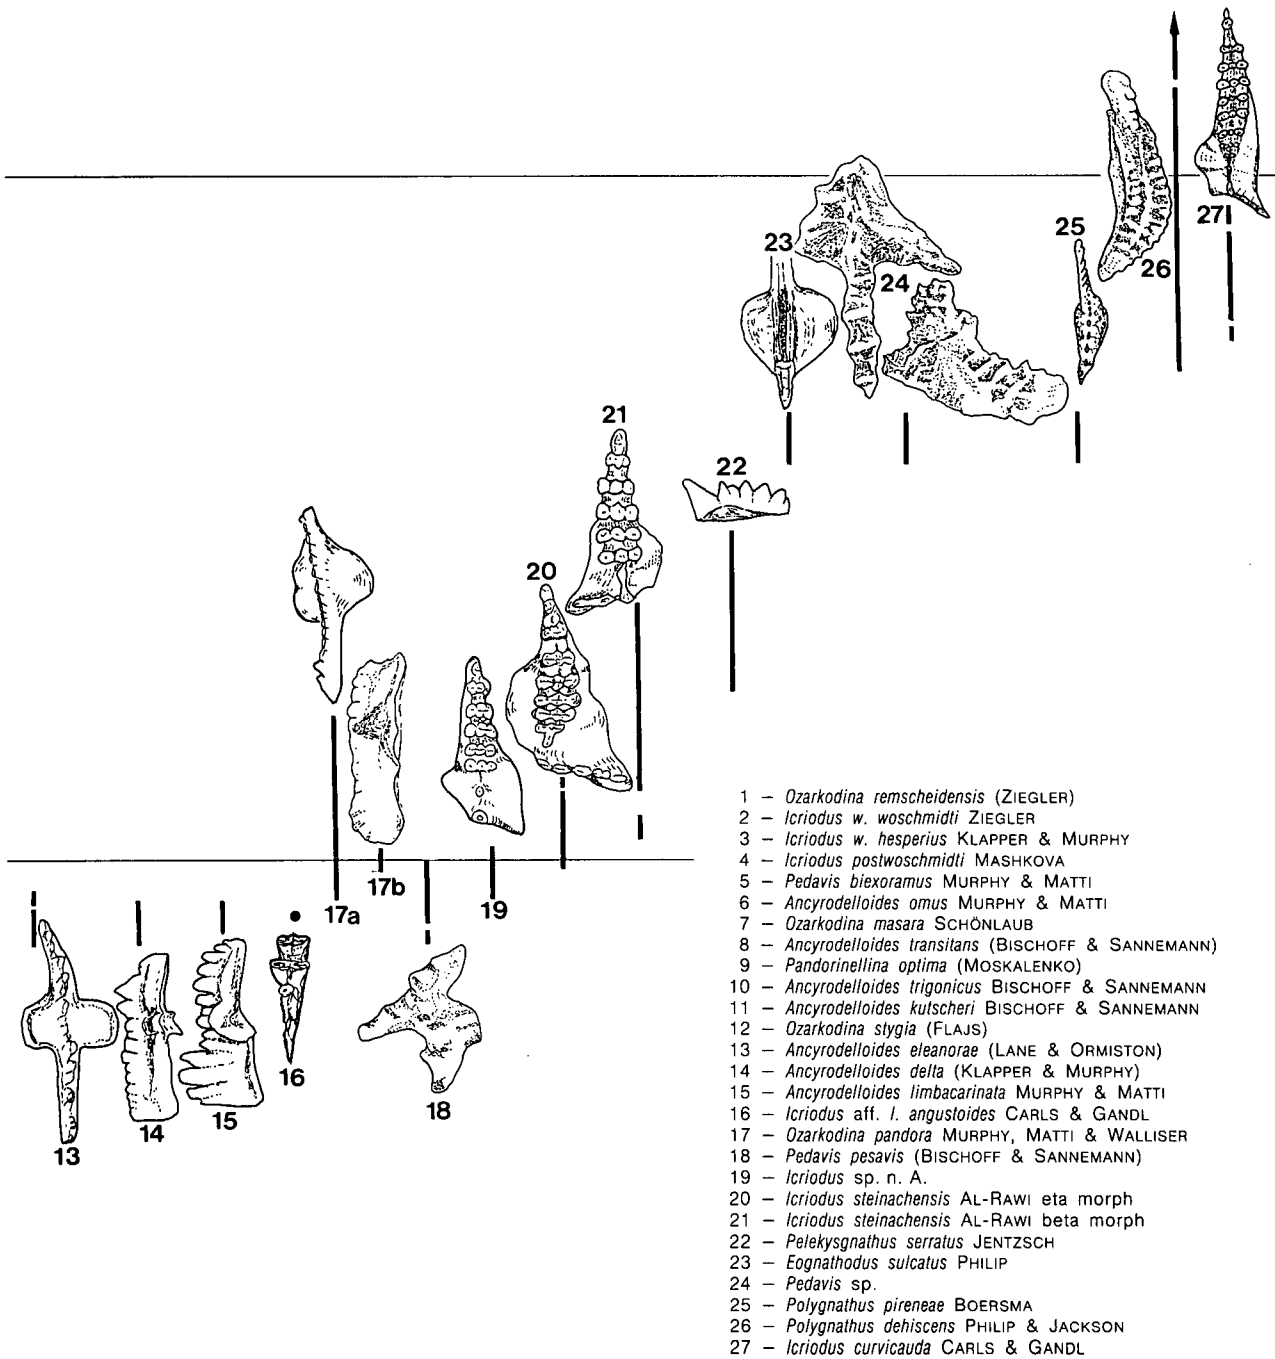 27
23
25
24
26
21
22
20
17b
17a
19
16
13
14
15
18
1 – Ozarkodina remscheidensis (ZIEGLER)
2 – Icriodus w. woschmidti ZIEGLER
3 – Icriodus w. hesperius KLAPPER & MURPHY
4 – Icriodus postwoschmidti MASHKOVA
5 – Pedavis biexoramus MURPHY & MATTI
6 – Ancyrodelloides omus MURPHY & MATTI
7 – Ozarkodina masara SCHÖNLAUB
8 – Ancyrodelloides transitans (BISCHOFF & SANNEMANN)
9 – Pandorinellina optima (MOSKALENKO)
10 – Ancyrodelloides trigonicus BISCHOFF & SANNEMANN
11 – Ancyrodelloides kutscheri BISCHOFF & SANNEMANN
12 – Ozarkodina stygia (FLAJS)
13 – Ancyrodelloides eleanorae (LANE & ORMISTON)
14 – Ancyrodelloides delta (KLAPPER & MURPHY)
15 – Ancyrodelloides limbacarinata MURPHY & MATTI
16 – Icriodus aff. I. angustoides CARLS & GANDL
17 – Ozarkodina pandora MURPHY, MATTI & WALLISER
18 – Pedavis pesavis (BISCHOFF & SANNEMANN)
19 – Icriodus sp. n. A.
20 – Icriodus steinachensis AL-RAWI eta morph
21 – Icriodus steinachensis AL-RAWI beta morph
22 – Pelekysgnathus serratus JENTZSCH
23 – Eognathodus sulcatus PHILIP
24 – Pedavis sp.
25 – Polygnathus pireneae BOERSMA
26 – Polygnathus dehiscens PHILIP & JACKSON
27 – Icriodus curvicauda CARLS & GANDL